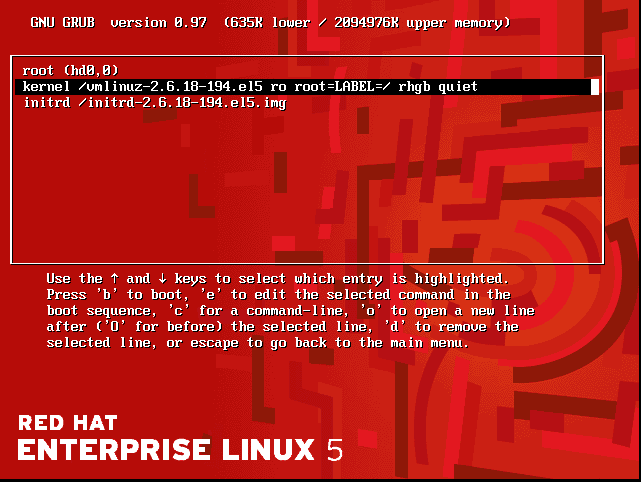 GNU GRUB version 0.97 (635K lower / 2094976K upper memory)
root (hd0,0)
kernel /vmlinuz-2.6.18-194.el5 ro root=LABEL=/ rhgb quiet
initrd /initrd-2.6.18-194.el5.img
Use the ↑ and ↓ keys to select which entry is highlighted.
Press 'b' to boot, 'e' to edit the selected command in the
boot sequence, 'c' for a command-line, 'o' to open a new line
after ('O' for before) the selected line, 'd' to remove the
selected line, or escape to go back to the main menu.
RED HAT
ENTERPRISE LINUX 5